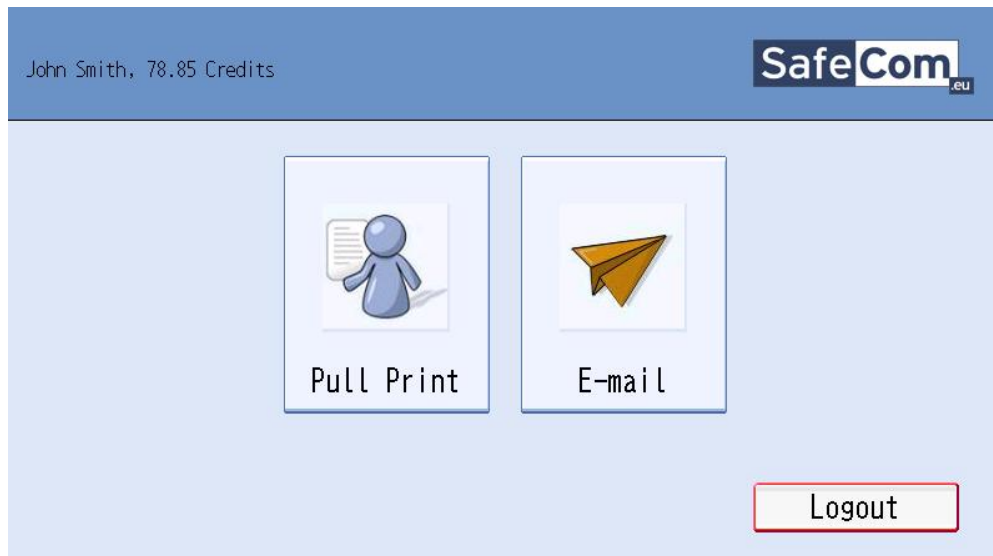 John Smith, 78.85 Credits
SafeCom
.eu
Pull Print
E-mail
Logout